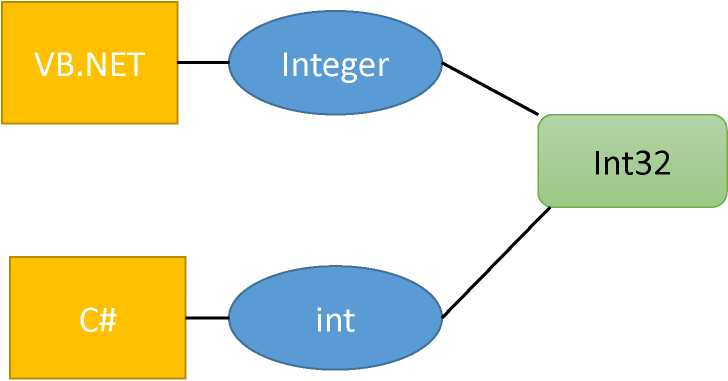 VB.NET
Integer
Int32
C#
int